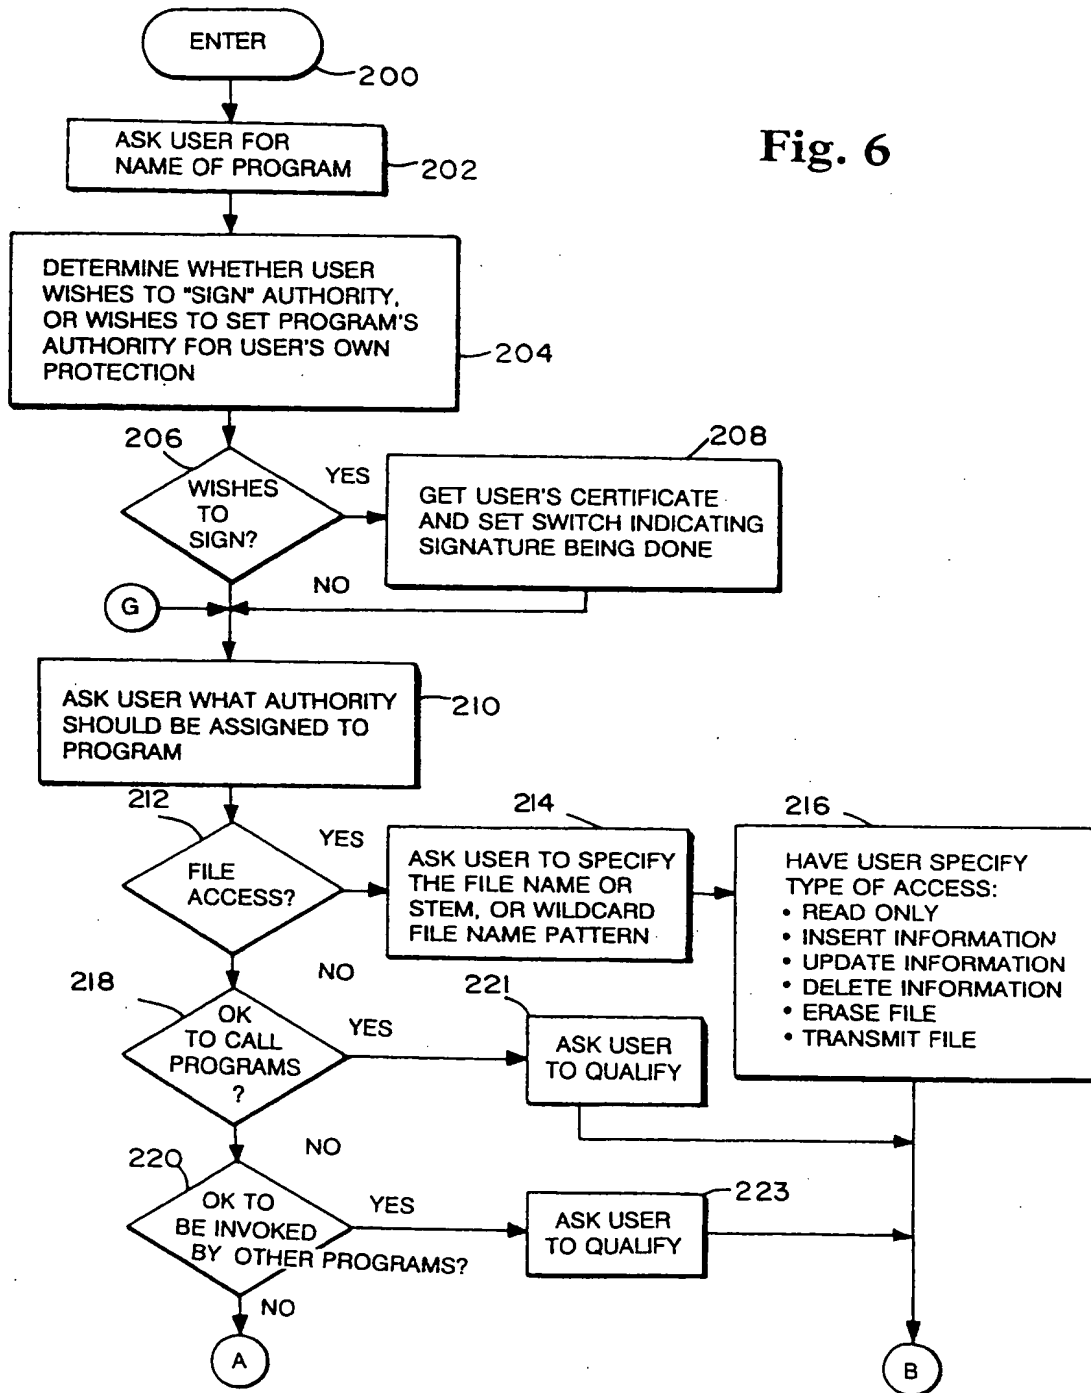 ENTER
200
Fig. 6
ASK USER FOR
NAME OF PROGRAM
202
DETERMINE WHETHER USER
WISHES TO "SIGN" AUTHORITY,
OR WISHES TO SET PROGRAM'S
AUTHORITY FOR USER'S OWN
PROTECTION
204
206
WISHES
TO
SIGN?
YES
208
GET USER'S CERTIFICATE
AND SET SWITCH INDICATING
SIGNATURE BEING DONE
NO
G
ASK USER WHAT AUTHORITY
SHOULD BE ASSIGNED TO
PROGRAM
210
212
FILE
ACCESS?
YES
214
ASK USER TO SPECIFY
THE FILE NAME OR
STEM, OR WILDCARD
FILE NAME PATTERN
216
HAVE USER SPECIFY
TYPE OF ACCESS:
• READ ONLY
• INSERT INFORMATION
• UPDATE INFORMATION
• DELETE INFORMATION
• ERASE FILE
• TRANSMIT FILE
NO
218
OK
TO CALL
PROGRAMS
?
YES
221
ASK USER
TO QUALIFY
NO
220
OK TO
BE INVOKED
BY OTHER PROGRAMS?
YES
223
ASK USER
TO QUALIFY
NO
A
B